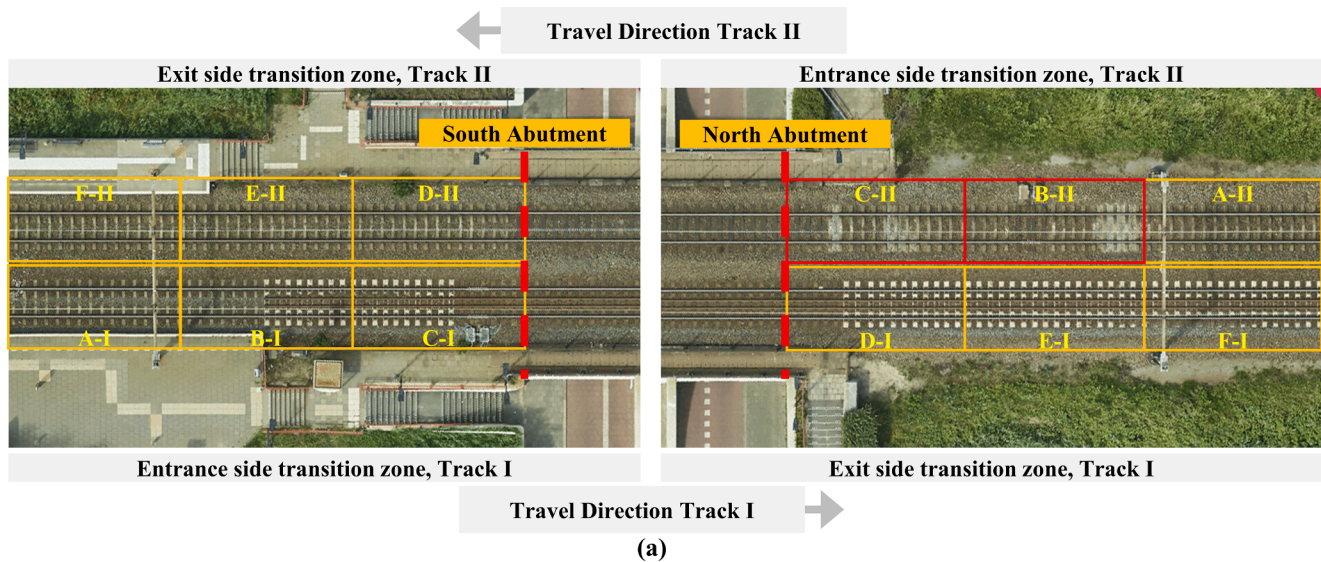 Travel Direction Track II
Exit side transition zone, Track II
Entrance side transition zone, Track II
South Abutment
North Abutment
F-II
E-II
D-II
C-II
B-II
A-II
A-I
B-I
C-I
D-I
E-I
F-I
Entrance side transition zone, Track I
Exit side transition zone, Track I
Travel Direction Track I
(a)